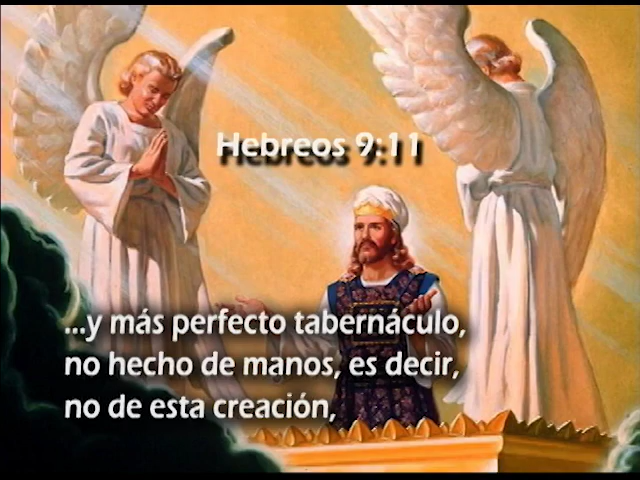 Hebreos 9:11
...y más perfecto tabernáculo,
no hecho de manos, es decir,
no de esta creación,